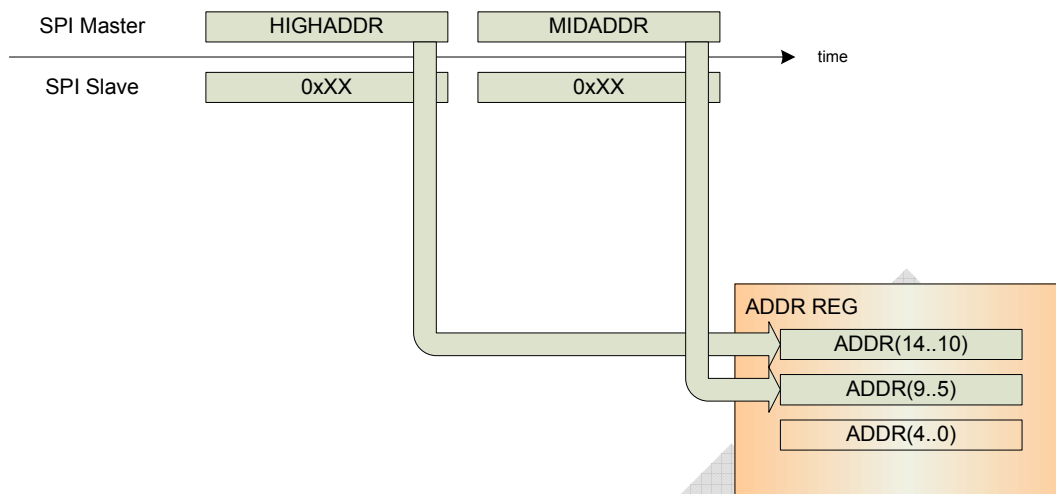 SPI Master HIGHADDR MIDADDR
time
SPI Slave 0xXX 0xXX
ADDR REG
ADDR(14..10)
ADDR(9..5)
ADDR(4..0)